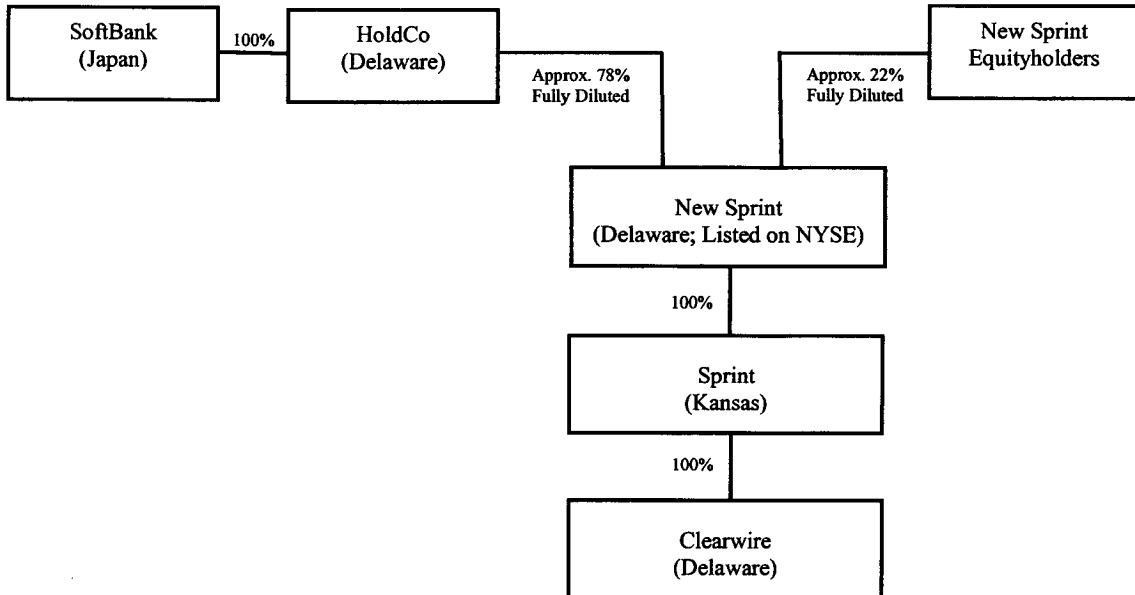 SoftBank
(Japan)
100%
HoldCo
(Delaware)
Approx. 78%
Fully Diluted
New Sprint
Equityholders
Approx. 22%
Fully Diluted
New Sprint
(Delaware; Listed on NYSE)
100%
Sprint
(Kansas)
100%
Clearwire
(Delaware)